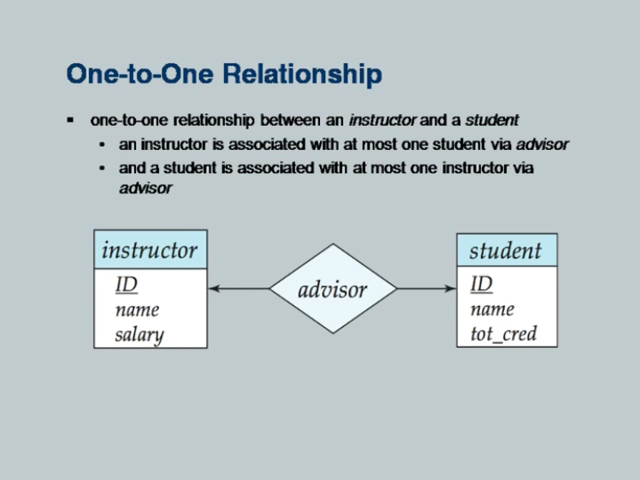 One-to-One Relationship
▪ one-to-one relationship between an instructor and a student
• an instructor is associated with at most one student via advisor
• and a student is associated with at most one instructor via
advisor
instructor
ID
name
salary
advisor
student
ID
name
tot_cred